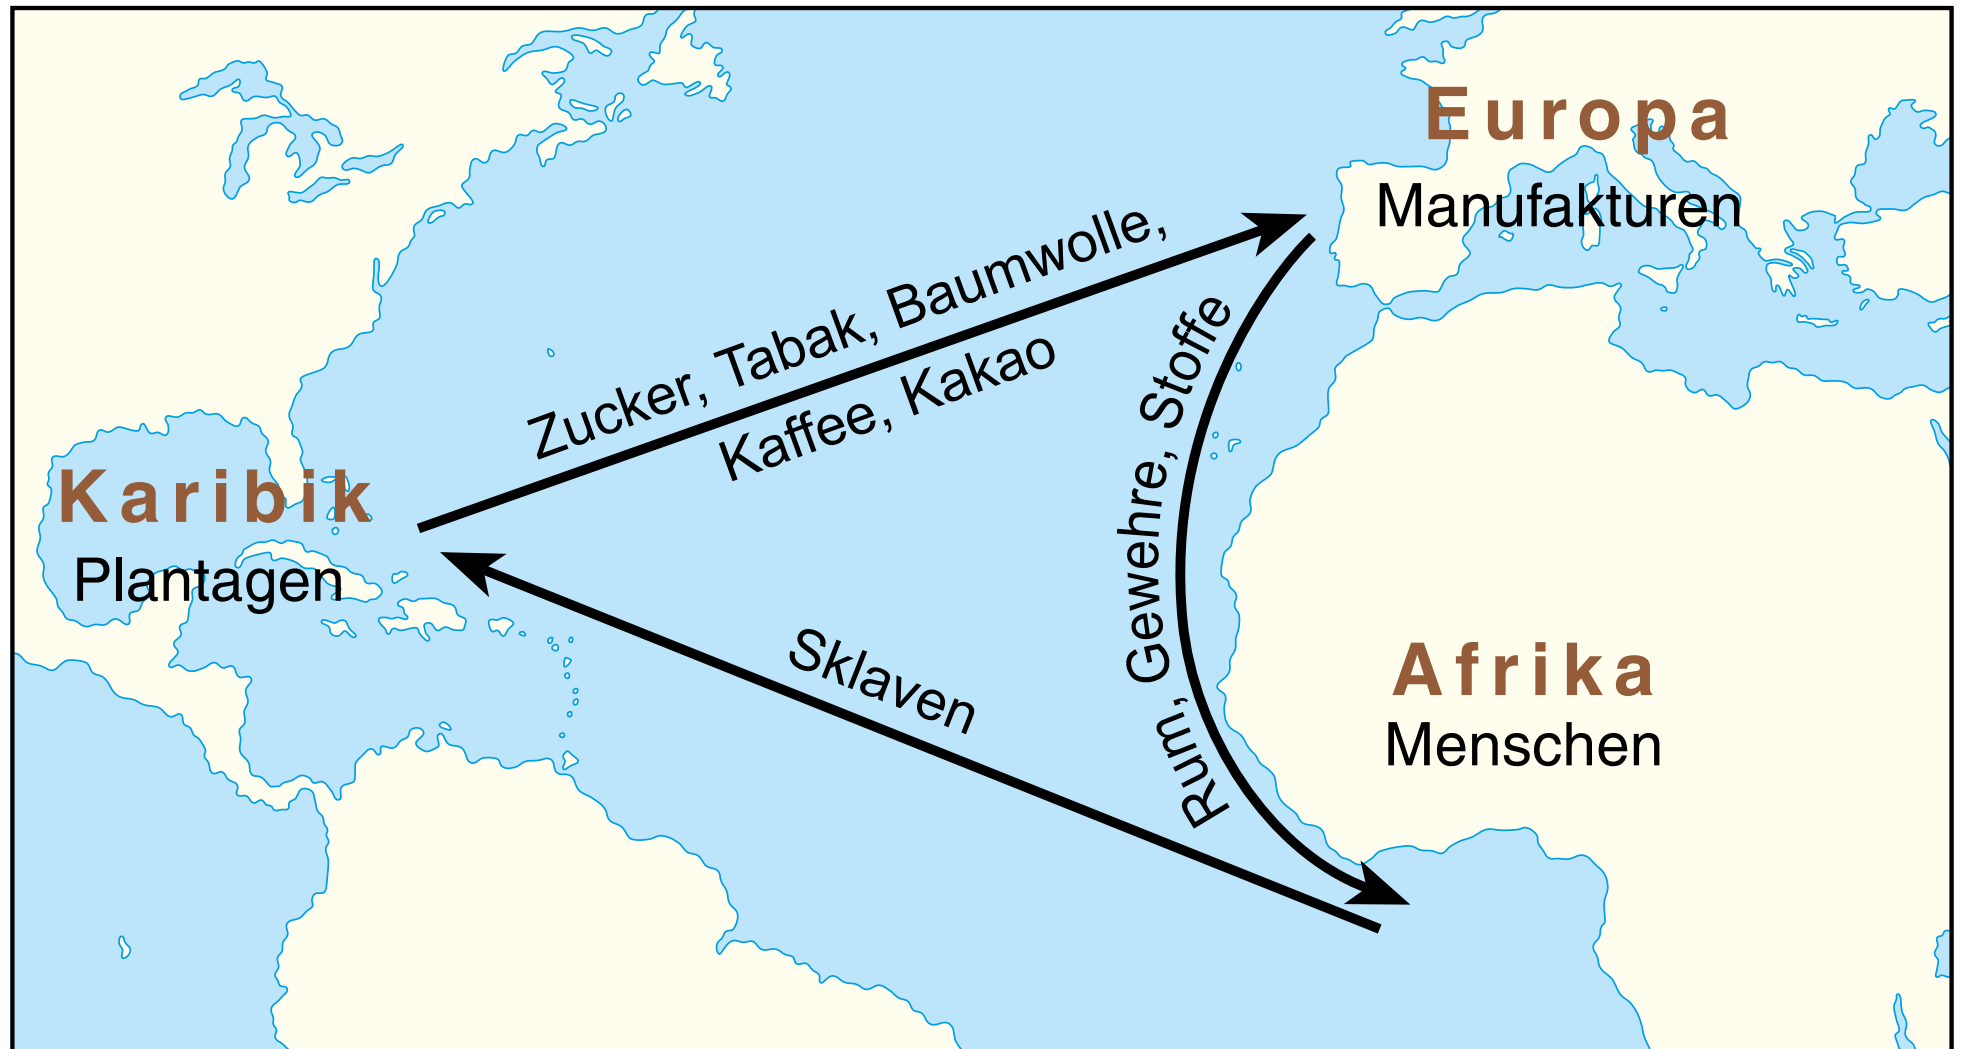 Europa
Manufakturen
Zucker, Tabak, Baumwolle,
Kaffee, Kakao
Rum, Gewehre, Stoffe
Karibik
Plantagen
Sklaven
Afrika
Menschen